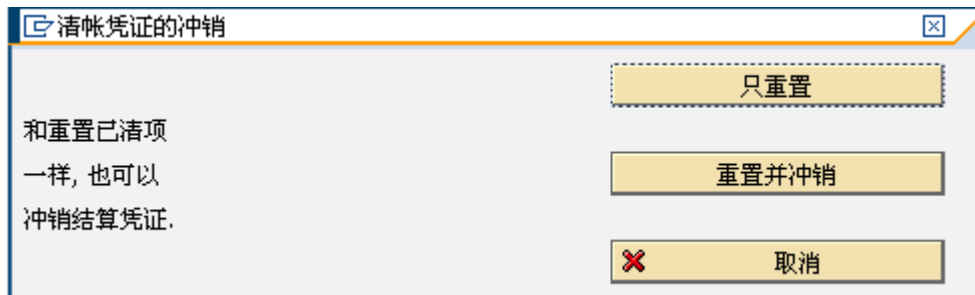 清帐凭证的冲销
只重置
和重置已清项
一样, 也可以
重置并冲销
冲销结算凭证.
取消